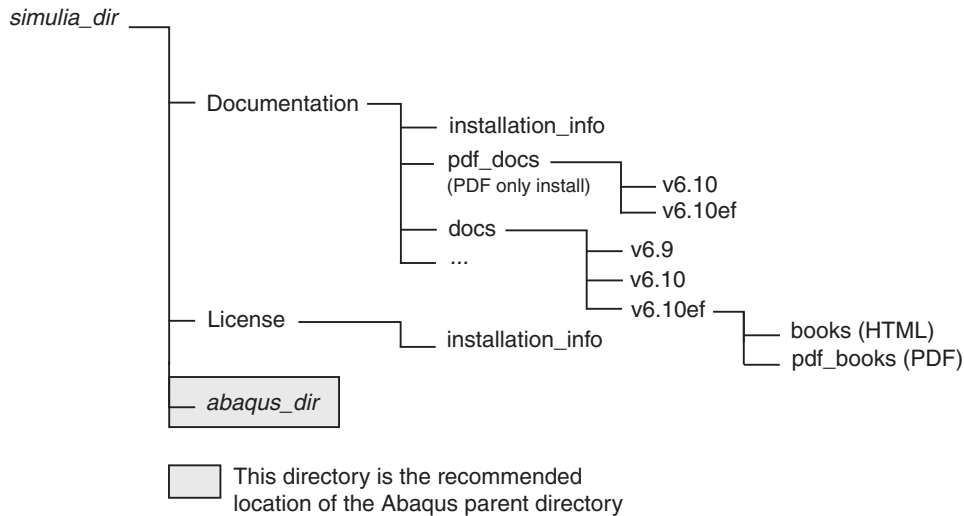 simulia_dir
Documentation
installation_info
pdf_docs
(PDF only install)
v6.10
v6.10ef
docs
v6.9
...
v6.10
v6.10ef
books (HTML)
pdf_books (PDF)
License
installation_info
abaqus_dir
This directory is the recommended
location of the Abaqus parent directory